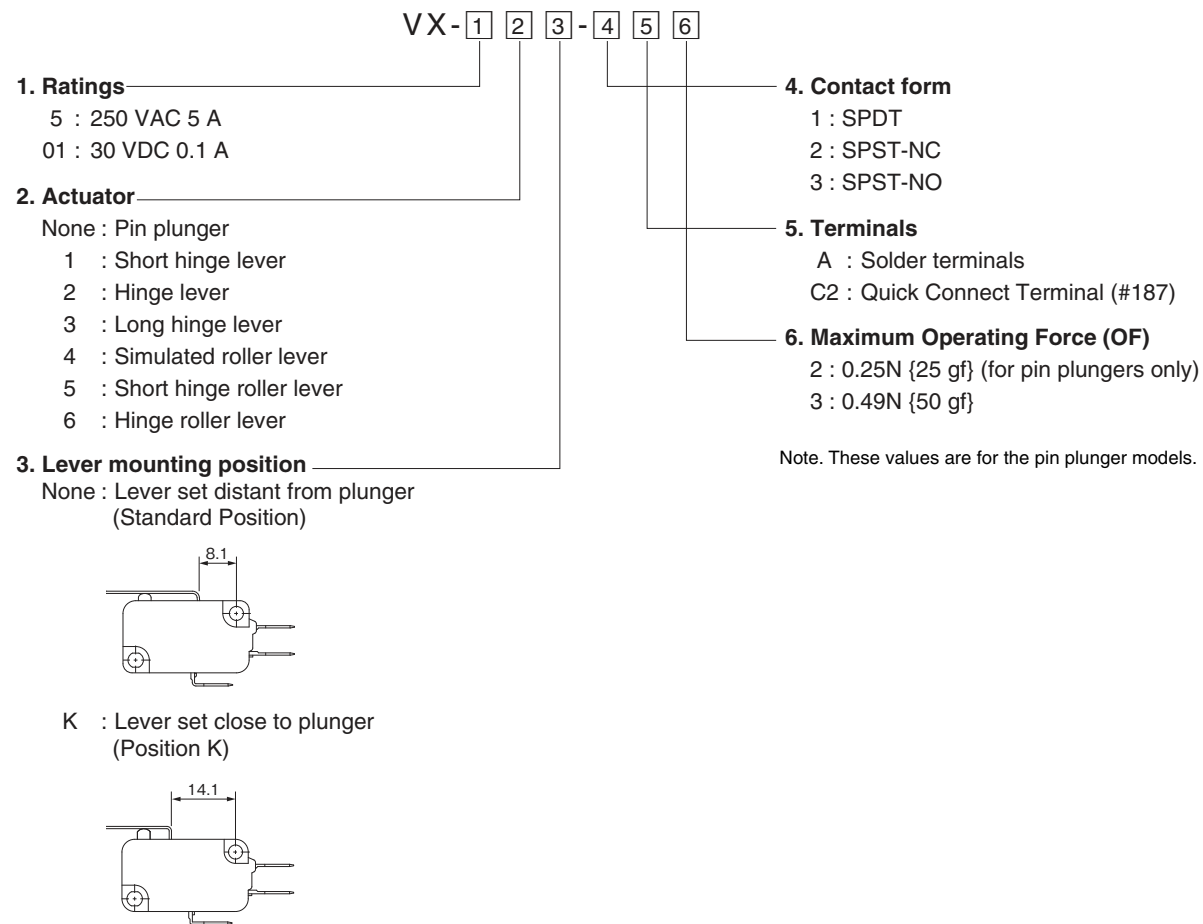 VX-1 2 3-4 5 6
1. Ratings
5 : 250 VAC 5 A
01 : 30 VDC 0.1 A
2. Actuator
None : Pin plunger
1 : Short hinge lever
2 : Hinge lever
3 : Long hinge lever
4 : Simulated roller lever
5 : Short hinge roller lever
6 : Hinge roller lever
3. Lever mounting position
None : Lever set distant from plunger
(Standard Position)
8.1
K : Lever set close to plunger
(Position K)
14.1
4. Contact form
1 : SPDT
2 : SPST-NC
3 : SPST-NO
5. Terminals
A : Solder terminals
C2 : Quick Connect Terminal (#187)
6. Maximum Operating Force (OF)
2 : 0.25N {25 gf} (for pin plungers only)
3 : 0.49N {50 gf}
Note. These values are for the pin plunger models.